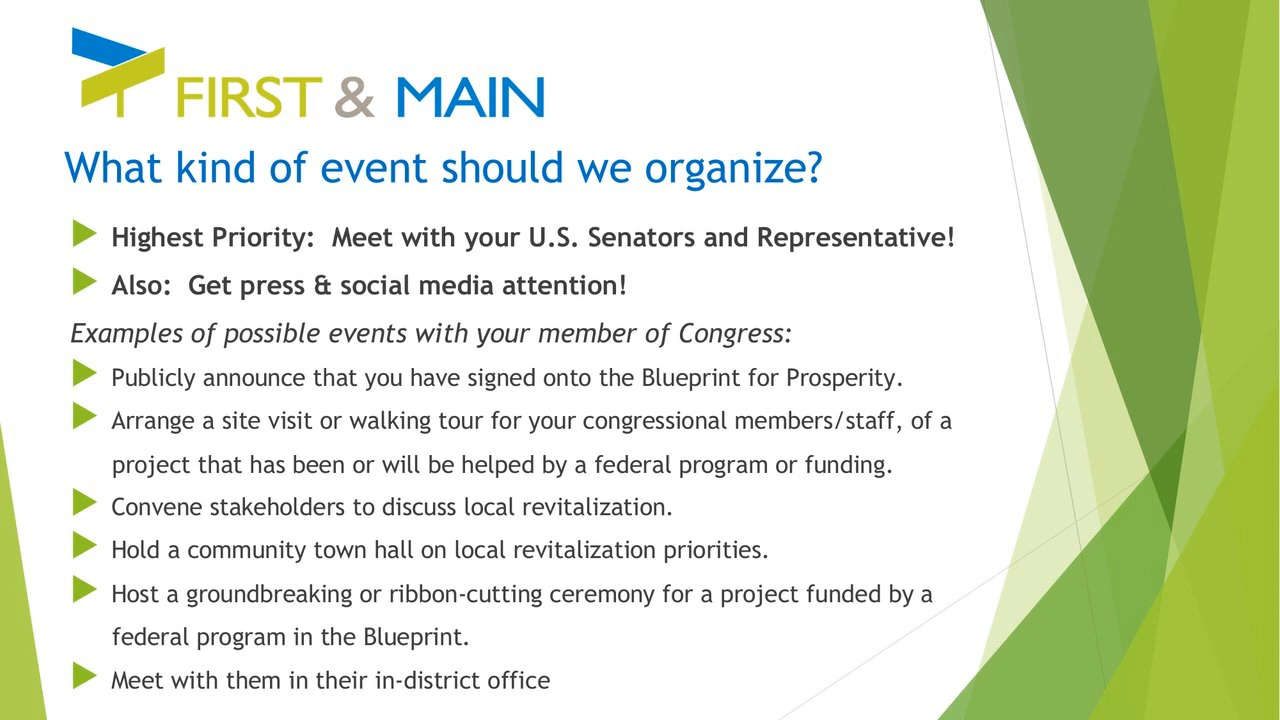 FIRST & MAIN
What kind of event should we organize?
Highest Priority:  Meet with your U.S. Senators and Representative!
Also:  Get press & social media attention!
Examples of possible events with your member of Congress:
Publicly announce that you have signed onto the Blueprint for Prosperity.
Arrange a site visit or walking tour for your congressional members/staff, of a
project that has been or will be helped by a federal program or funding.
Convene stakeholders to discuss local revitalization.
Hold a community town hall on local revitalization priorities.
Host a groundbreaking or ribbon-cutting ceremony for a project funded by a
federal program in the Blueprint.
Meet with them in their in-district office